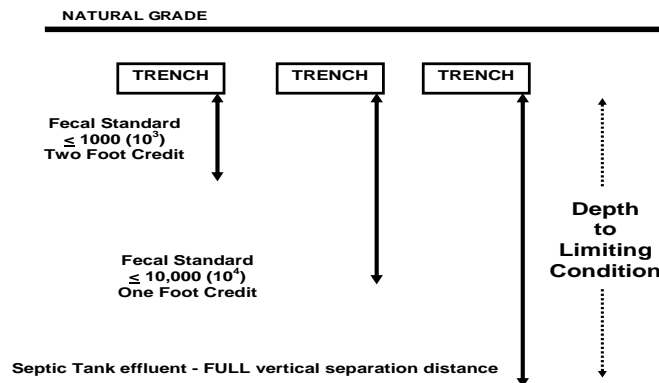 NATURAL GRADE
TRENCH TRENCH TRENCH
Fecal Standard
≤ 1000 (10³)
Two Foot Credit
Depth
to
Limiting
Condition
Fecal Standard
≤ 10,000 (10⁴)
One Foot Credit
Septic Tank effluent - FULL vertical separation distance